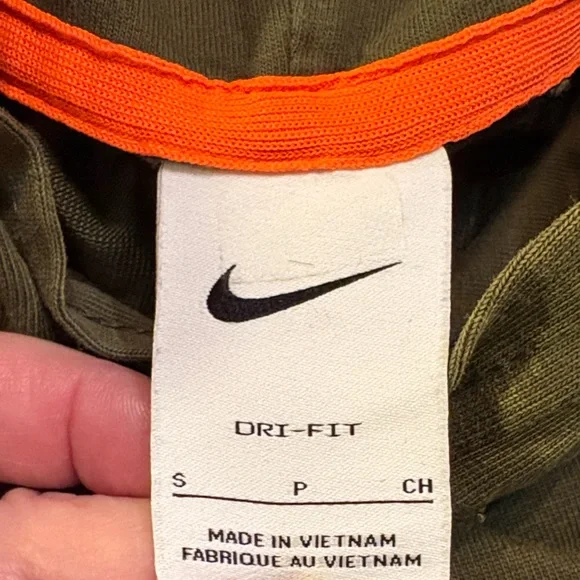 DRI-FIT
S P CH
MADE IN VIETNAM
FABRIQUE AU VIETNAM